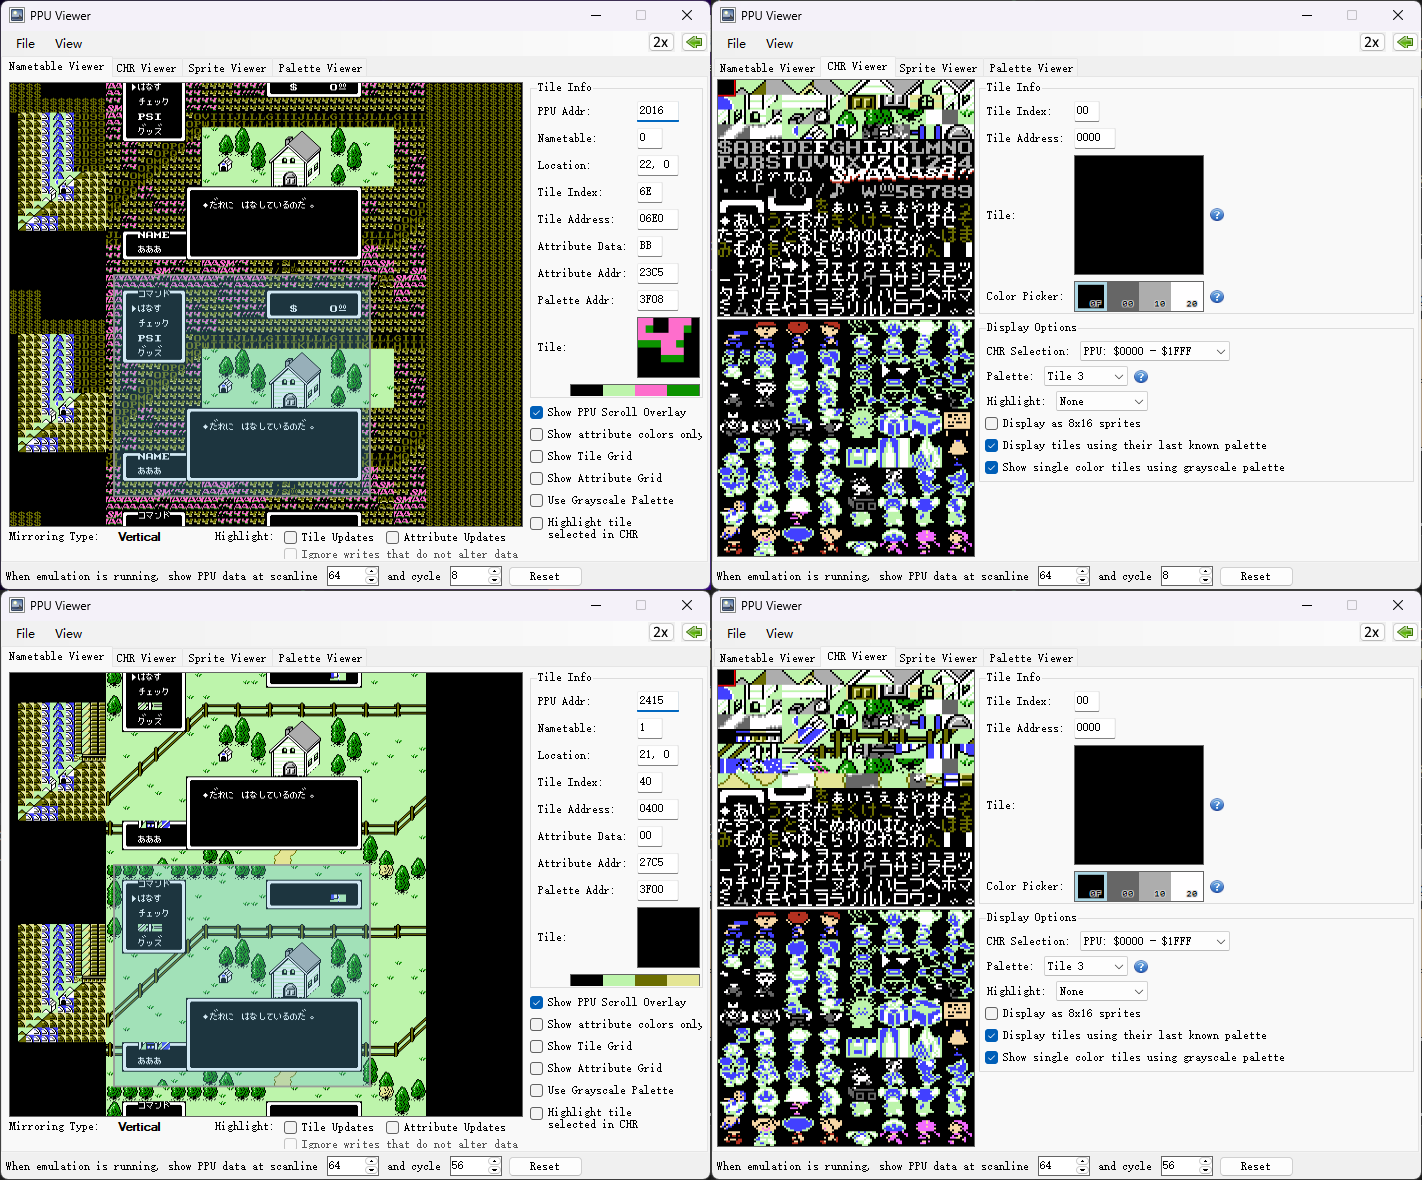 PPU Viewer
File View 2x
Nametable Viewer CHR Viewer Sprite Viewer Palette Viewer
▶はなす
チェック
PSI
グッズ
$ 0.00
◆だれに はなしているのだ。
NAME
あああ
コマンド
▶はなす
チェック
PSI
グッズ
$ 0.00
◆だれに はなしているのだ。
NAME
あああ
コマンド
Tile Info
PPU Addr: 2016
Nametable: 0
Location: 22, 0
Tile Index: 6E
Tile Address: 06E0
Attribute Data: BB
Attribute Addr: 23C5
Palette Addr: 3F08
Tile:
Show PPU Scroll Overlay
Show attribute colors only
Show Tile Grid
Show Attribute Grid
Use Grayscale Palette
Highlight tile
selected in CHR
Mirroring Type: Vertical Highlight: Tile Updates Attribute Updates
Ignore writes that do not alter data
When emulation is running, show PPU data at scanline 64 and cycle 8 Reset
PPU Viewer
File View 2x
Nametable Viewer CHR Viewer Sprite Viewer Palette Viewer
$ABCDEFGHIJKLMNO
PQRSTUVWXYZ01234
Tile Info
Tile Index: 00
Tile Address: 0000
Tile:
Color Picker: 0F 00 10 20
Display Options
CHR Selection: PPU: $0000 - $1FFF
Palette: Tile 3
Highlight: None
Display as 8x16 sprites
Display tiles using their last known palette
Show single color tiles using grayscale palette
When emulation is running, show PPU data at scanline 64 and cycle 8 Reset
PPU Viewer
File View 2x
Nametable Viewer CHR Viewer Sprite Viewer Palette Viewer
▶はなす
チェック
グッズ
◆だれに はなしているのだ。
あああ
コマンド
▶はなす
チェック
グッズ
◆だれに はなしているのだ。
あああ
コマンド
Tile Info
PPU Addr: 2415
Nametable: 1
Location: 21, 0
Tile Index: 40
Tile Address: 0400
Attribute Data: 00
Attribute Addr: 27C5
Palette Addr: 3F00
Tile:
Show PPU Scroll Overlay
Show attribute colors only
Show Tile Grid
Show Attribute Grid
Use Grayscale Palette
Highlight tile
selected in CHR
Mirroring Type: Vertical Highlight: Tile Updates Attribute Updates
Ignore writes that do not alter data
When emulation is running, show PPU data at scanline 64 and cycle 56 Reset
PPU Viewer
File View 2x
Nametable Viewer CHR Viewer Sprite Viewer Palette Viewer
Tile Info
Tile Index: 00
Tile Address: 0000
Tile:
Color Picker: 0F 00 10 20
Display Options
CHR Selection: PPU: $0000 - $1FFF
Palette: Tile 3
Highlight: None
Display as 8x16 sprites
Display tiles using their last known palette
Show single color tiles using grayscale palette
When emulation is running, show PPU data at scanline 64 and cycle 56 Reset